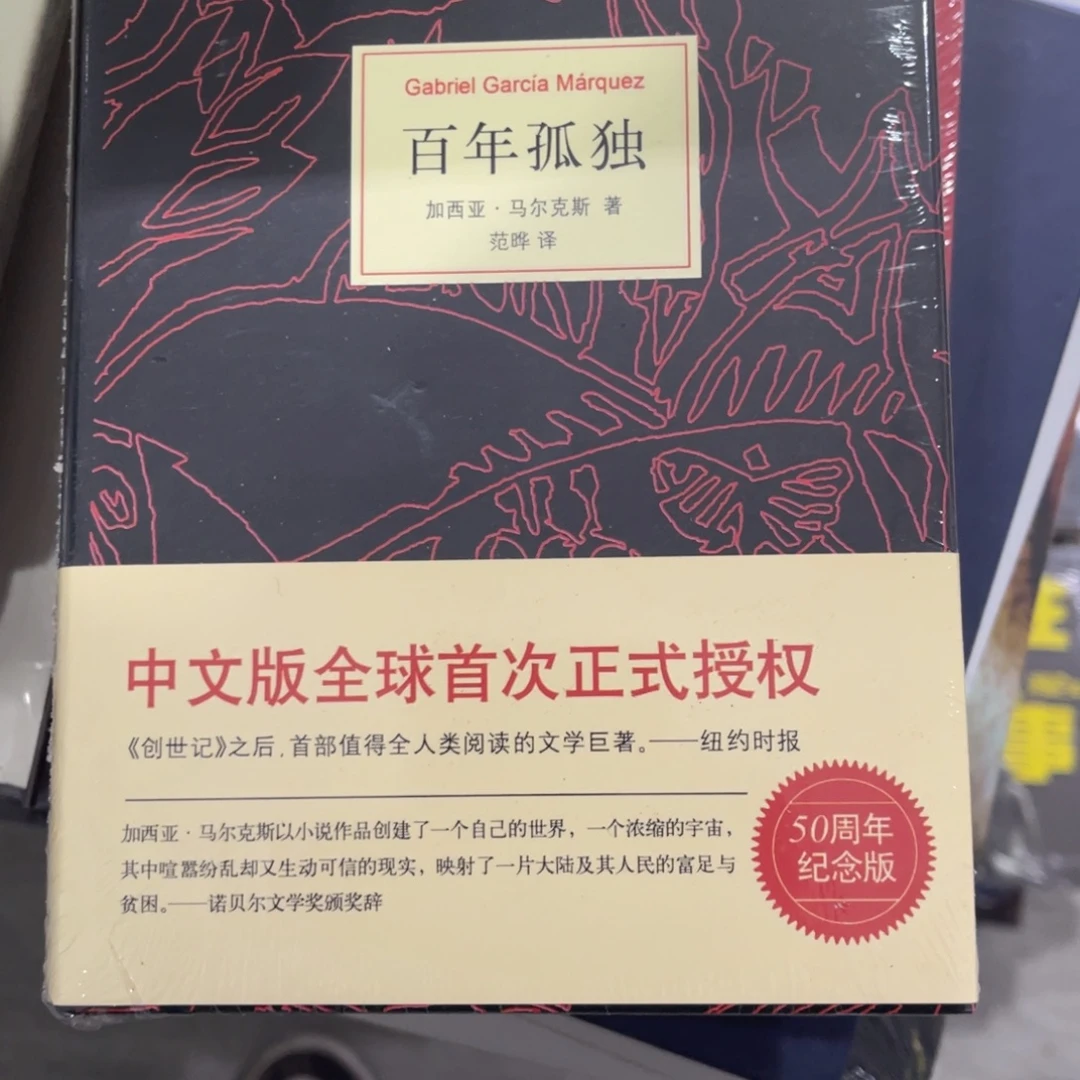 Gabriel García Márquez
百年孤独
加西亚·马尔克斯 著
范晔 译
中文版全球首次正式授权
《创世记》之后,首部值得全人类阅读的文学巨著。——纽约时报
加西亚·马尔克斯以小说作品创建了一个自己的世界，一个浓缩的宇宙，
其中喧嚣纷乱却又生动可信的现实，映射了一片大陆及其人民的富足与
贫困。——诺贝尔文学奖颁奖辞
50周年
纪念版
事